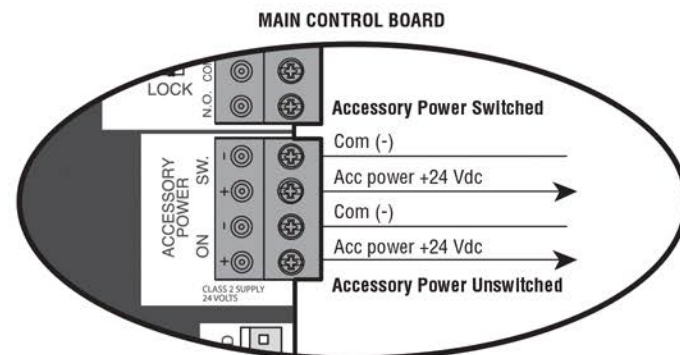 MAIN CONTROL BOARD
LOCK
N.O. COM
Accessory Power Switched
Com (-)
Acc power +24 Vdc
Com (-)
Acc power +24 Vdc
Accessory Power Unswitched
ACCESSORY
POWER
ON SW.
- + - +
CLASS 2 SUPPLY
24 VOLTS